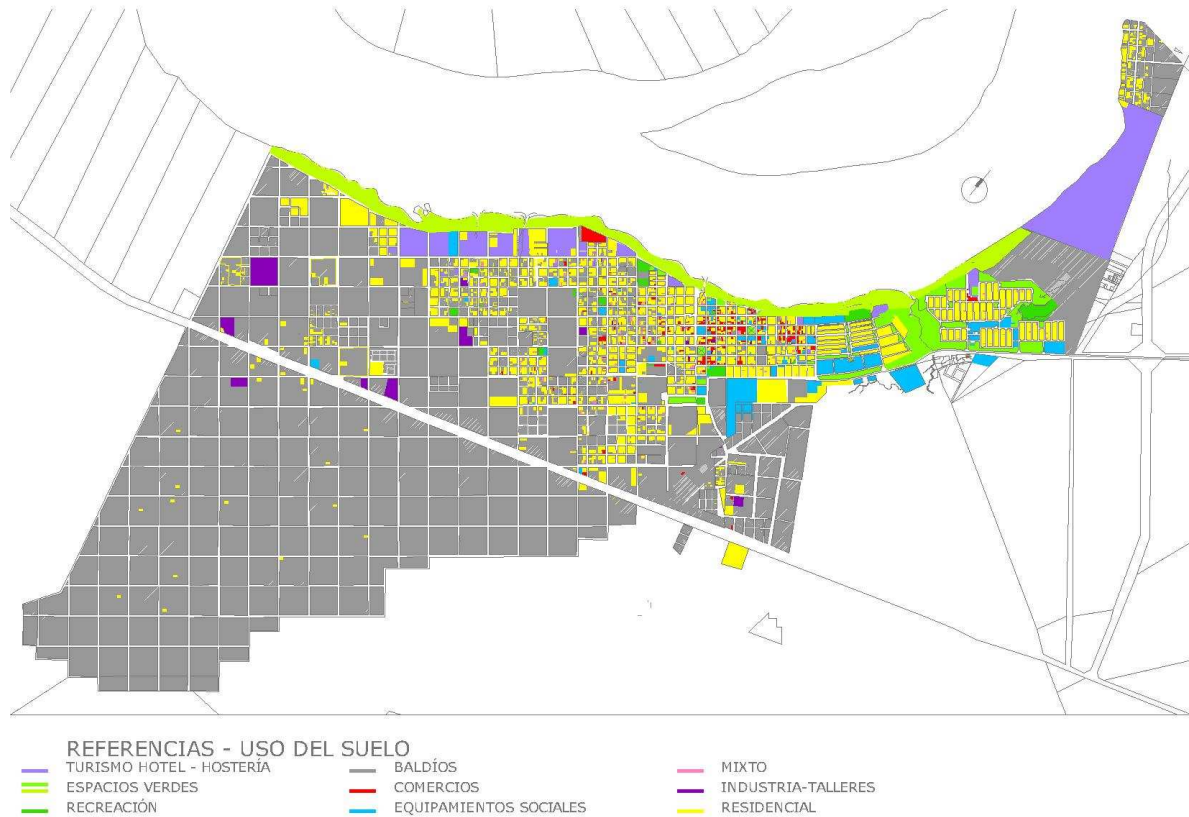 REFERENCIAS - USO DEL SUELO
TURISMO HOTEL - HOSTERÍA
ESPACIOS VERDES
RECREACIÓN
BALDÍOS
COMERCIOS
EQUIPAMIENTOS SOCIALES
MIXTO
INDUSTRIA-TALLERES
RESIDENCIAL